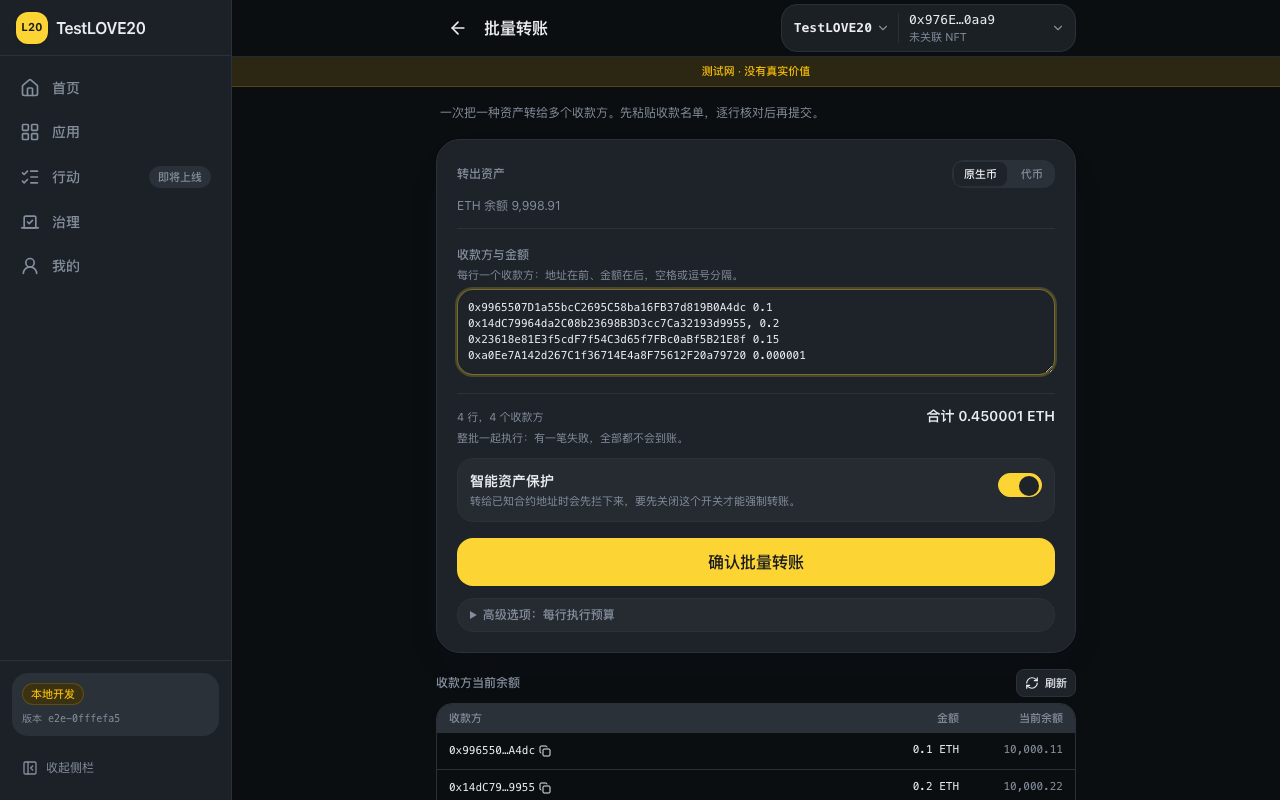 L20 TestLOVE20
首页
应用
行动 即将上线
治理
我的
本地开发
版本 e2e-0fffefa5
收起侧栏
批量转账
TestLOVE20
0x976E…0aa9
未关联 NFT
测试网 · 没有真实价值
一次把一种资产转给多个收款方。先粘贴收款名单，逐行核对后再提交。
转出资产
原生币 代币
ETH 余额 9,998.91
收款方与金额
每行一个收款方：地址在前、金额在后，空格或逗号分隔。
0x9965507D1a55bcC2695C58ba16FB37d819B0A4dc 0.1
0x14dC79964da2C08b23698B3D3cc7Ca32193d9955, 0.2
0x23618e81E3f5cdF7f54C3d65f7FBc0aBf5B21E8f 0.15
0xa0Ee7A142d267C1f36714E4a8F75612F20a79720 0.000001
4 行，4 个收款方
合计 0.450001 ETH
整批一起执行：有一笔失败，全部都不会到账。
智能资产保护
转给已知合约地址时会先拦下来，要先关闭这个开关才能强制转账。
确认批量转账
高级选项：每行执行预算
收款方当前余额
刷新
收款方 金额 当前余额
0x996550…A4dc 0.1 ETH 10,000.11
0x14dC79…9955 0.2 ETH 10,000.22